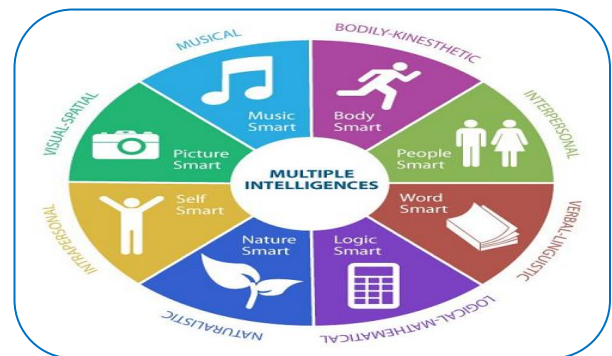 MUSICAL
BODILY-KINESTHETIC
VISUAL-SPATIAL
INTERPERSONAL
Music
Smart
Body
Smart
Picture
Smart
People
Smart
MULTIPLE
INTELLIGENCES
Self
Smart
Word
Smart
Nature
Smart
Logic
Smart
INTRAPERSONAL
VERBAL-LINGUISTIC
NATURALISTIC
LOGICAL-MATHEMATICAL